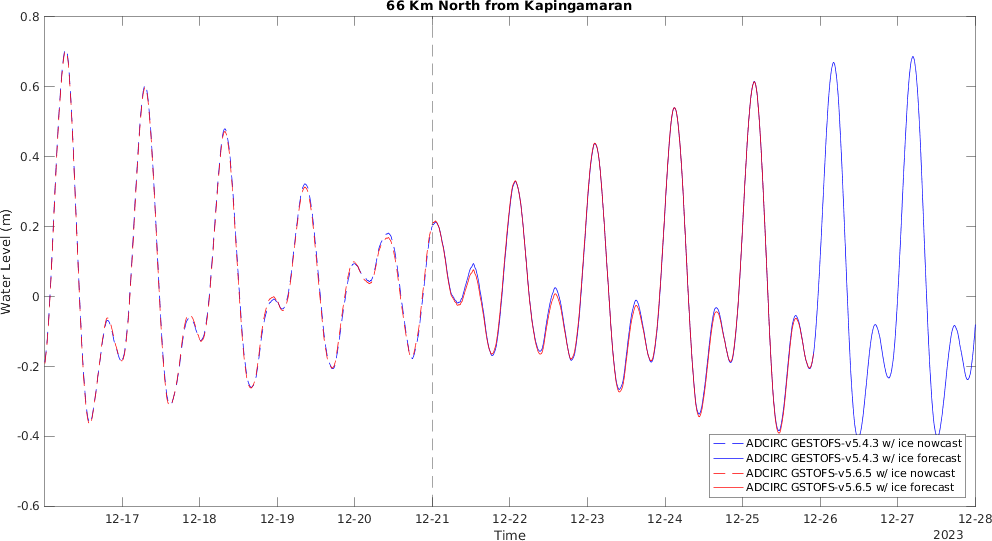 66 Km North from Kapingamaran
0.8
0.6
0.4
0.2
0
-0.2
-0.4
-0.6
Water Level (m)
ADCIRC GESTOFS-v5.4.3 w/ ice nowcast
ADCIRC GESTOFS-v5.4.3 w/ ice forecast
ADCIRC GSTOFS-v5.6.5 w/ ice nowcast
ADCIRC GSTOFS-v5.6.5 w/ ice forecast
12-17 12-18 12-19 12-20 12-21 12-22 12-23 12-24 12-25 12-26 12-27 12-28
Time
2023